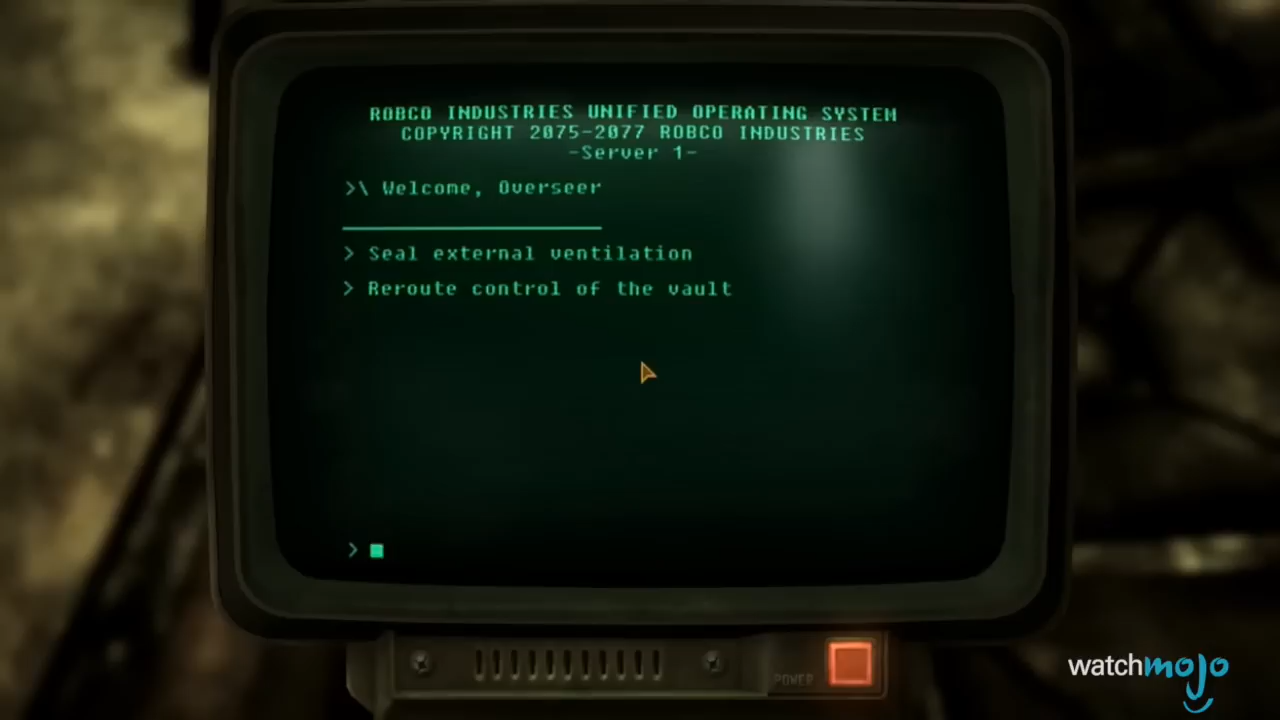 ROBCO INDUSTRIES UNIFIED OPERATING SYSTEM
COPYRIGHT 2075-2077 ROBCO INDUSTRIES
-Server 1-
>\ Welcome, Overseer
> Seal external ventilation
> Reroute control of the vault
>
POWER
watchmojo